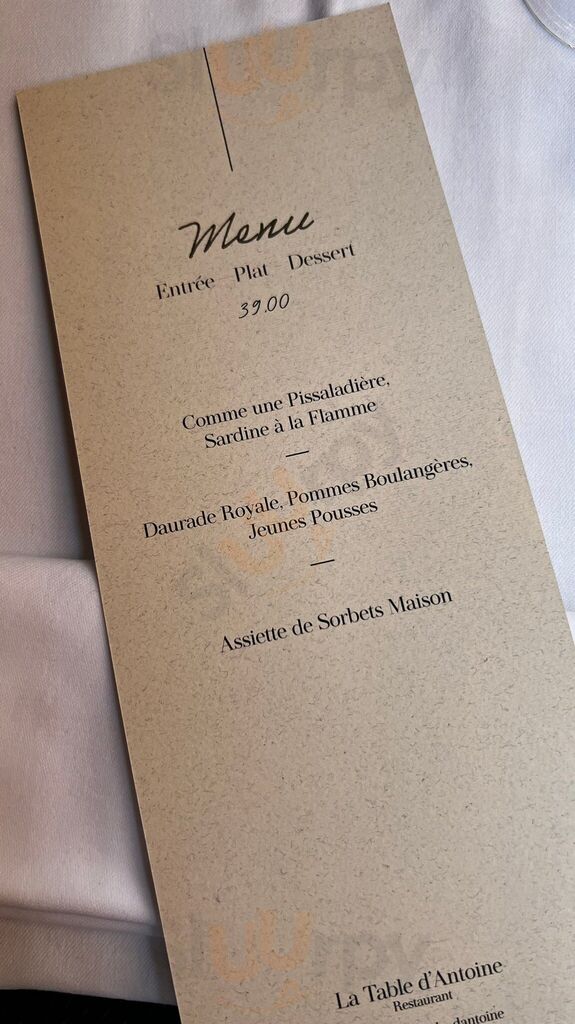 Menu
Entrée Plat Dessert
39.00
Comme une Pissaladière,
Sardine à la Flamme
—
Daurade Royale, Pommes Boulangères,
Jeunes Pousses
—
Assiette de Sorbets Maison
La Table d'Antoine
Restaurant